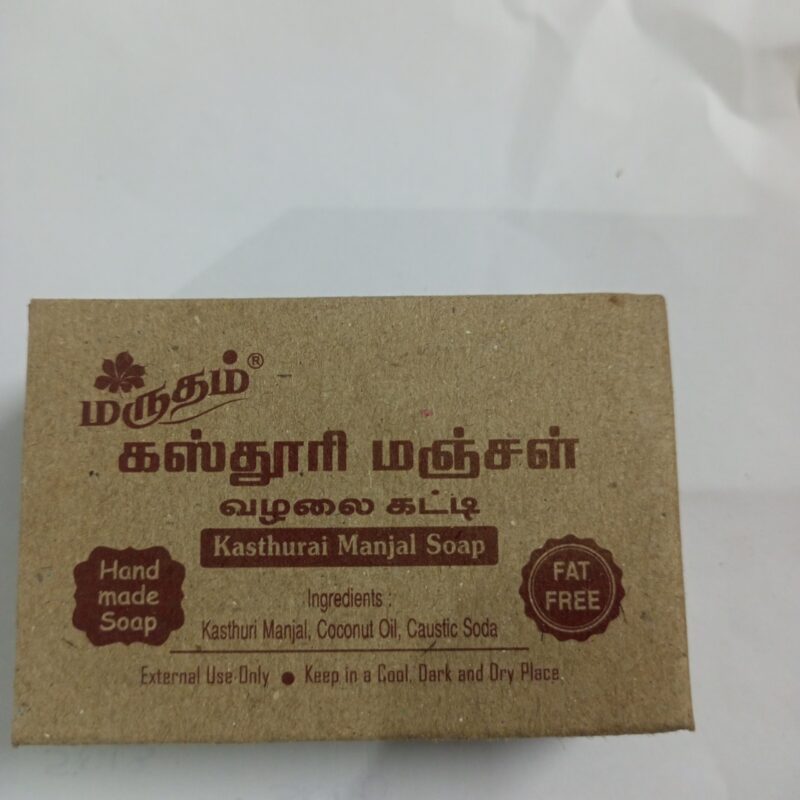 மருதம்®
கஸ்தூரி மஞ்சள்
வழலை கட்டி
Kasthurai Manjal Soap
Hand
made
Soap
FAT
FREE
Ingredients :
Kasthuri Manjal, Coconut Oil, Caustic Soda
External Use Only ● Keep in a Cool, Dark and Dry Place